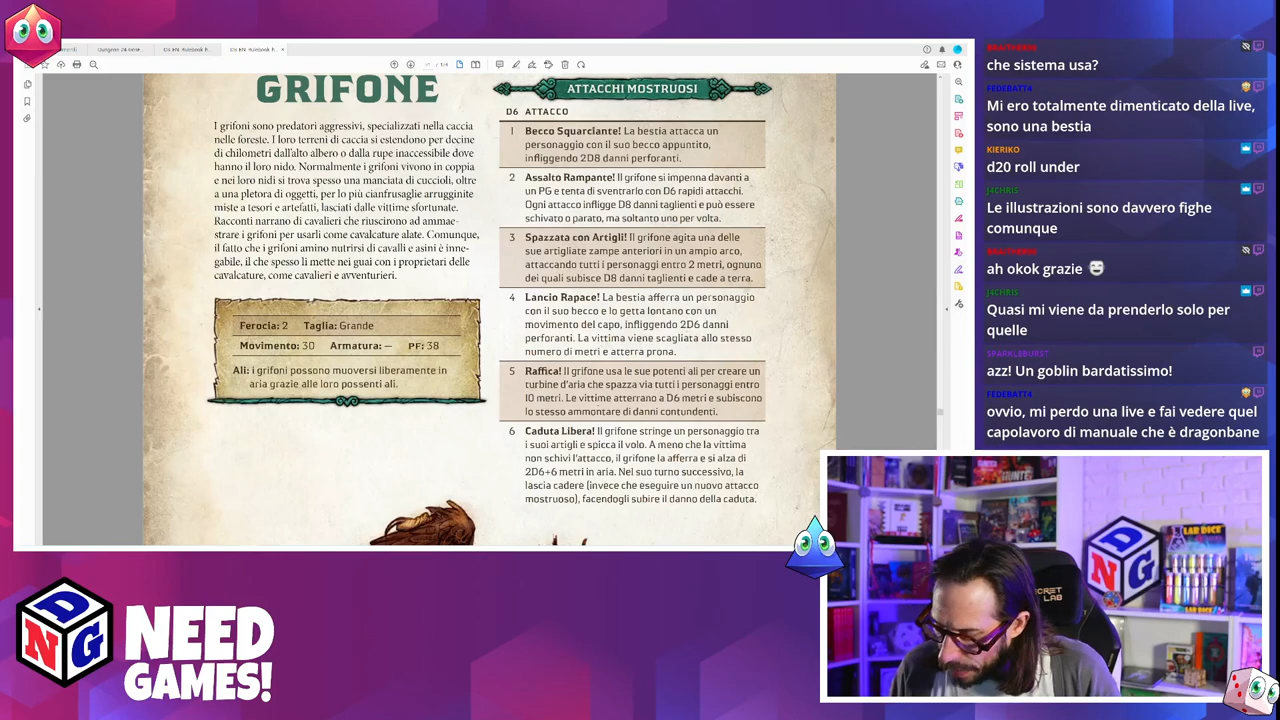 GRIFONE
I grifoni sono predatori aggressivi, specializzati nella caccia
nelle foreste. I loro terreni di caccia si estendono per decine
di chilometri dall'alto albero o dalla rupe inaccessibile dove
hanno il loro nido. Normalmente i grifoni vivono in coppia
e nei loro nidi si trova spesso una manciata di cuccioli, oltre
a una pletora di oggetti, per lo più cianfrusaglie arrugginite
miste a tesori e artefatti, lasciati dalle vittime sfortunate.
Racconti narrano di cavalieri che riuscirono ad ammae-
strare i grifoni per usarli come cavalcature alate. Comunque,
il fatto che i grifoni amino nutrirsi di cavalli e asini è inne-
gabile, il che spesso li mette nei guai con i proprietari delle
cavalcature, come cavalieri e avventurieri.
Ferocia: 2 Taglia: Grande
Movimento: 30 Armatura: — PF: 38
Ali: i grifoni possono muoversi liberamente in
aria grazie alle loro possenti ali.
ATTACCHI MOSTRUOSI
D6 ATTACCO
1 Becco Squarciante! La bestia attacca un
personaggio con il suo becco appuntito,
infliggendo 2D8 danni perforanti.
2 Assalto Rampante! Il grifone si impenna davanti a
un PG e tenta di sventrarlo con D6 rapidi attacchi.
Ogni attacco infligge D8 danni taglienti e può essere
schivato o parato, ma soltanto uno per volta.
3 Spazzata con Artigli! Il grifone agita una delle
sue artigliate zampe anteriori in un ampio arco,
attaccando tutti i personaggi entro 2 metri, ognuno
dei quali subisce D8 danni taglienti e cade a terra.
4 Lancio Rapace! La bestia afferra un personaggio
con il suo becco e lo getta lontano con un
movimento del capo, infliggendo 2D6 danni
perforanti. La vittima viene scagliata allo stesso
numero di metri e atterra prona.
5 Raffica! Il grifone usa le sue potenti ali per creare un
turbine d'aria che spazza via tutti i personaggi entro
10 metri. Le vittime atterrano a D6 metri e subiscono
lo stesso ammontare di danni contundenti.
6 Caduta Libera! Il grifone stringe un personaggio tra
i suoi artigli e spicca il volo. A meno che la vittima
non schivi l'attacco, il grifone la afferra e si alza di
2D6+6 metri in aria. Nel suo turno successivo, la
lascia cadere (invece che eseguire un nuovo attacco
mostruoso), facendogli subire il danno della caduta.
che sistema usa?
FEDEBATT4
Mi ero totalmente dimenticato della live,
sono una bestia
KIERIKO
d20 roll under
J4CHRIS
Le illustrazioni sono davvero fighe
comunque
ah okok grazie
J4CHRIS
Quasi mi viene da prenderlo solo per
quelle
SPARKLEBURST
azz! Un goblin bardatissimo!
FEDEBATT4
ovvio, mi perdo una live e fai vedere quel
capolavoro di manuale che è dragonbane
SECRET
LAB
DNG
LAB DICE
DNG
NEED
GAMES!